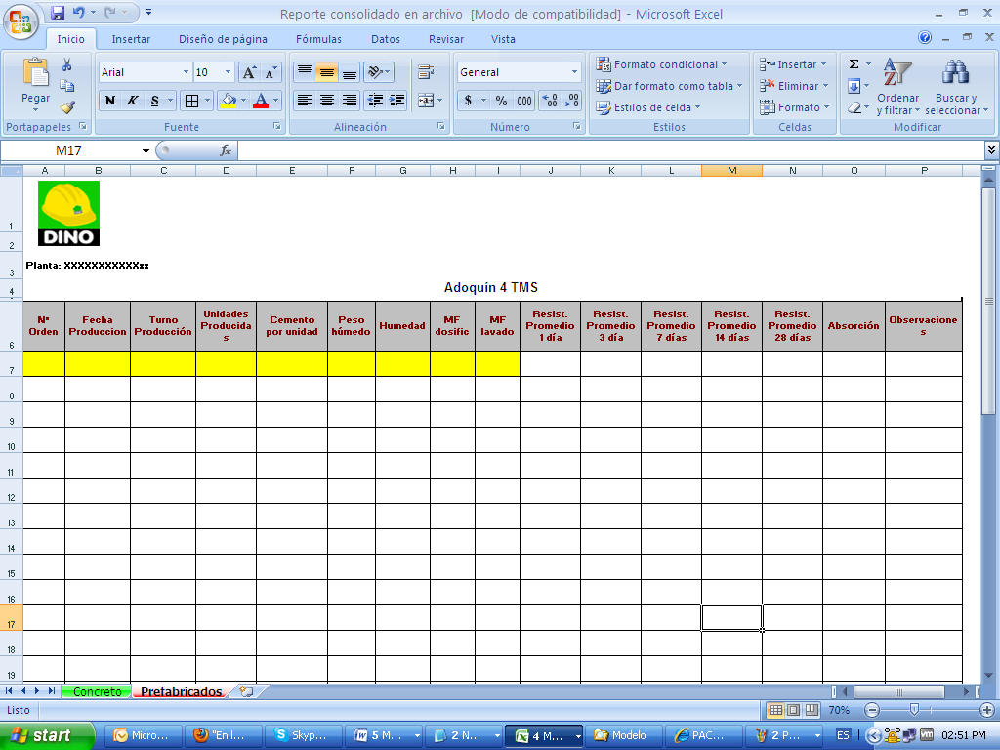 Reporte consolidado en archivo [Modo de compatibilidad] - Microsoft Excel
Inicio Insertar Diseño de página Fórmulas Datos Revisar Vista
Pegar
Arial 10
N K S
General
$ % 000
Formato condicional
Dar formato como tabla
Estilos de celda
Insertar
Eliminar
Formato
Σ
Ordenar y filtrar
Buscar y seleccionar
Portapapeles Fuente Alineación Número Estilos Celdas Modificar
M17 fx
A B C D E F G H I J K L M N O P
1
DINO
2
3 Planta: XXXXXXXXXXXzz
4 Adoquín 4 TMS
6
Nº Orden
Fecha Produccion
Turno Producción
Unidades Producidas
Cemento por unidad
Peso húmedo
Humedad
MF dosific
MF lavado
Resist. Promedio 1 día
Resist. Promedio 3 día
Resist. Promedio 7 días
Resist. Promedio 14 días
Resist. Promedio 28 días
Absorción
Observaciones
7
8
9
10
11
12
13
14
15
16
17
18
19
Concreto Prefabricados
Listo 70%
start Micro... "En l... Skyp... 5 M... 2 N... 4 M... Modelo PAC... 2 P... ES 02:51 PM